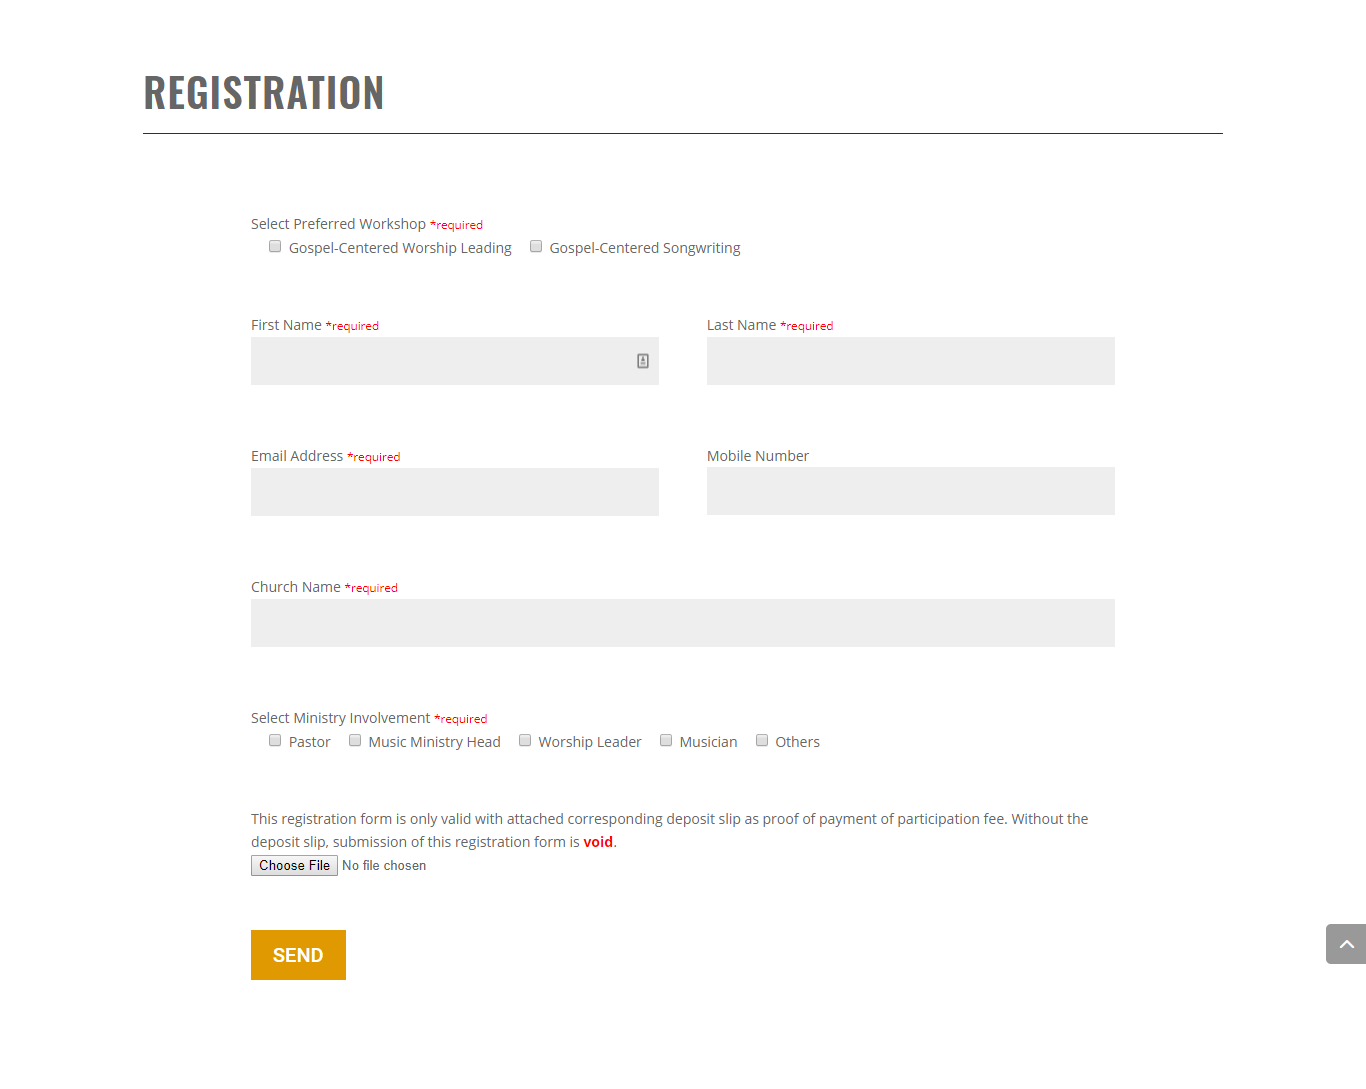 REGISTRATION
Select Preferred Workshop *required
Gospel-Centered Worship Leading Gospel-Centered Songwriting
First Name *required Last Name *required
Email Address *required Mobile Number
Church Name *required
Select Ministry Involvement *required
Pastor Music Ministry Head Worship Leader Musician Others
This registration form is only valid with attached corresponding deposit slip as proof of payment of participation fee. Without the
deposit slip, submission of this registration form is void.
Choose File No file chosen
SEND